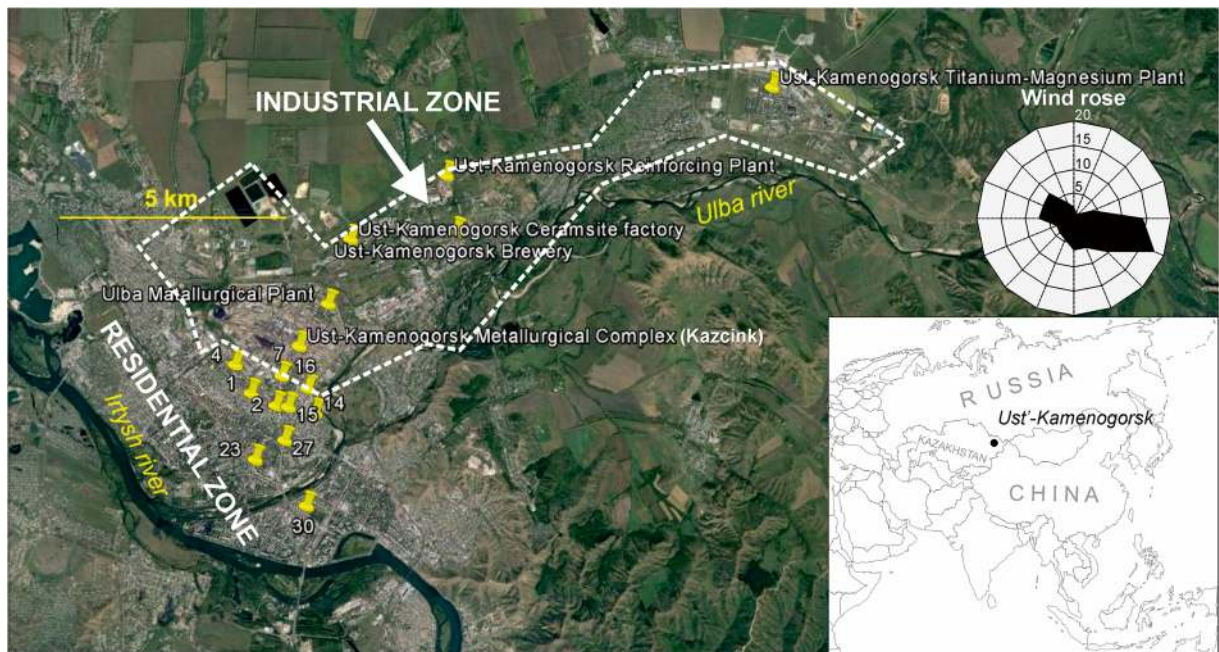 Ust-Kamenogorsk Titanium-Magnesium Plant
Wind rose
20
15
10
5
0
INDUSTRIAL ZONE
Ust-Kamenogorsk Reinforcing Plant
5 km
Ulba river
Ust-Kamenogorsk Ceramsite factory
Ust-Kamenogorsk Brewery
Ulba Matallurgical Plant
Ust-Kamenogorsk Metallurgical Complex (Kazcink)
4
7
16
1
2
14
15
23
27
30
RESIDENTIAL ZONE
Irtysh river
RUSSIA
Ust'-Kamenogorsk
KAZAKHSTAN
CHINA